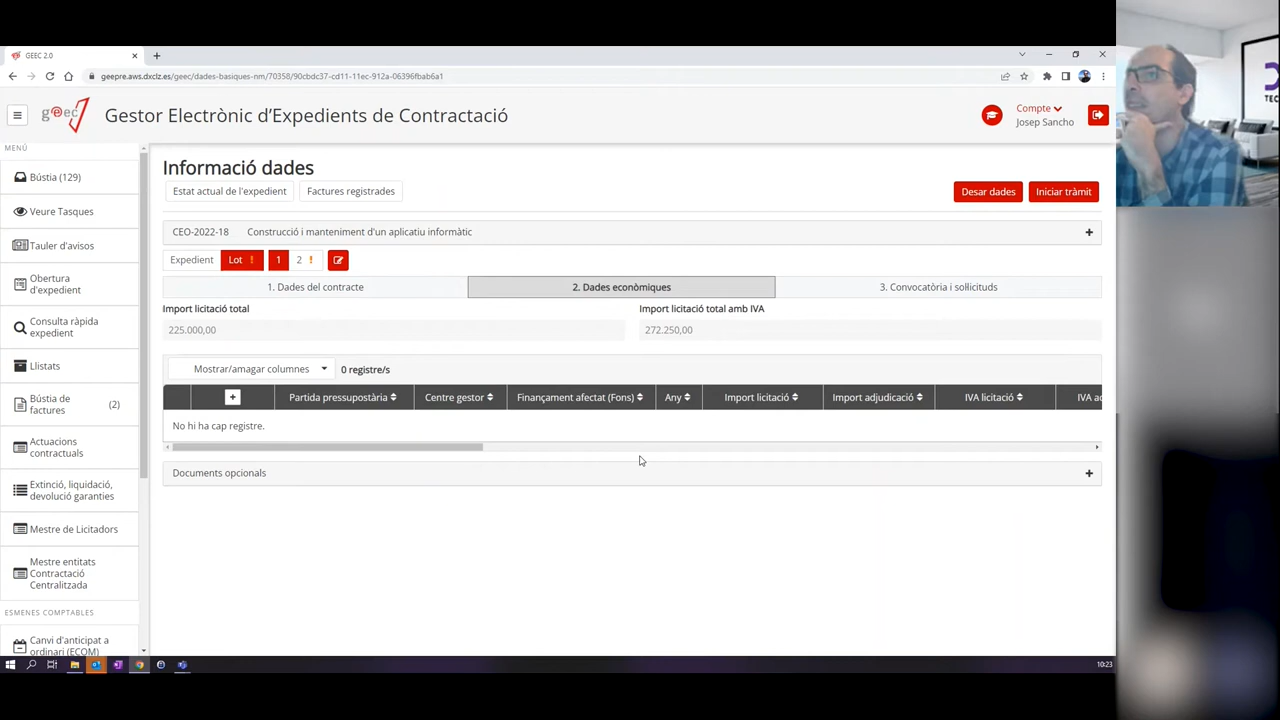 GEEC 2.0
geepre.aws.dxclz.es/geec/dades-basiques-nm/70358/90cbdc37-cd11-11ec-912a-06396fbab6a1
geec
Gestor Electrònic d'Expedients de Contractació
Compte
Josep Sancho
MENÚ
Bústia (129)
Veure Tasques
Tauler d'avisos
Obertura
d'expedient
Consulta ràpida
expedient
Llistats
Bústia de
factures
(2)
Actuacions
contractuals
Extinció, liquidació,
devolució garanties
Mestre de Licitadors
Mestre entitats
Contractació
Centralitzada
ESMENES COMPTABLES
Canvi d'anticipat a
ordinari (ECOM)
Informació dades
Estat actual de l'expedient
Factures registrades
Desar dades
Iniciar tràmit
CEO-2022-18 Construcció i manteniment d'un aplicatiu informàtic +
Expedient Lot ! 1 2 !
1. Dades del contracte
2. Dades econòmiques
3. Convocatòria i sol·licituds
Import licitació total
Import licitació total amb IVA
225.000,00
272.250,00
Mostrar/amagar columnes
0 registre/s
+ Partida pressupostària Centre gestor Finançament afectat (Fons) Any Import licitació Import adjudicació IVA licitació IVA ad
No hi ha cap registre.
Documents opcionals +
10:23
TEC